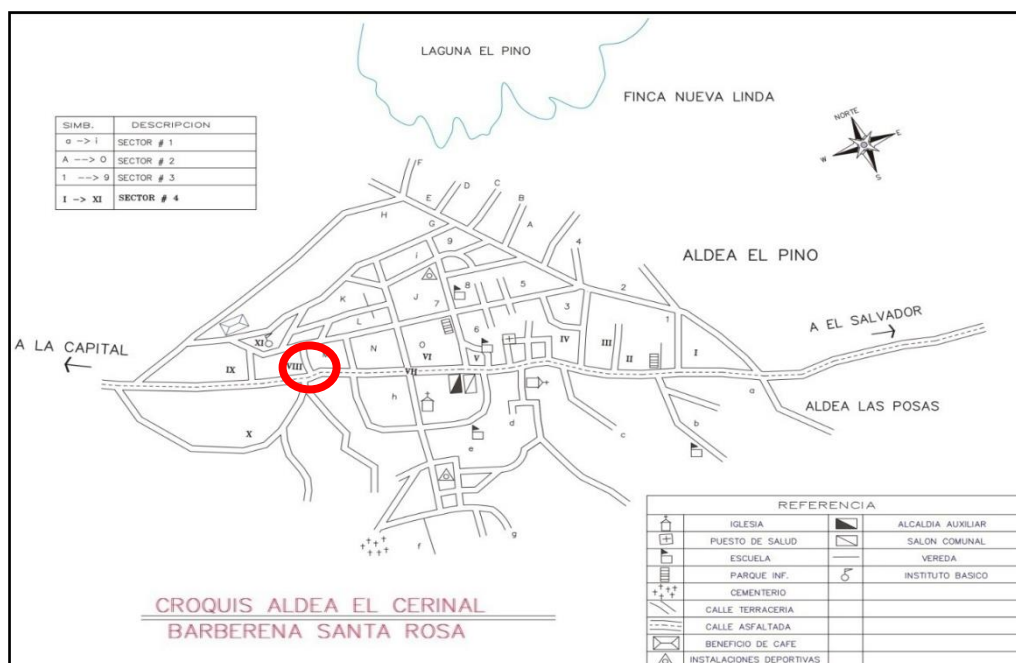 LAGUNA EL PINO
FINCA NUEVA LINDA
NORTE
E
W
S
SIMB. DESCRIPCION
a -> i SECTOR # 1
A --> O SECTOR # 2
1 --> 9 SECTOR # 3
I -> XI SECTOR # 4
F
E
D
C
B
A
H
G
9
4
ALDEA EL PINO
i
K
J
8
5
2
7
3
1
L
6
A EL SALVADOR
XI
N
O
VI
V
IV
III
II
I
A LA CAPITAL
IX
VIII
VII
h
a
ALDEA LAS POSAS
X
d
c
b
e
f
g
CROQUIS ALDEA EL CERINAL
BARBERENA SANTA ROSA
REFERENCIA
IGLESIA ALCALDIA AUXILIAR
PUESTO DE SALUD SALON COMUNAL
ESCUELA VEREDA
PARQUE INF. INSTITUTO BASICO
CEMENTERIO
CALLE TERRACERIA
CALLE ASFALTADA
BENEFICIO DE CAFE
INSTALACIONES DEPORTIVAS